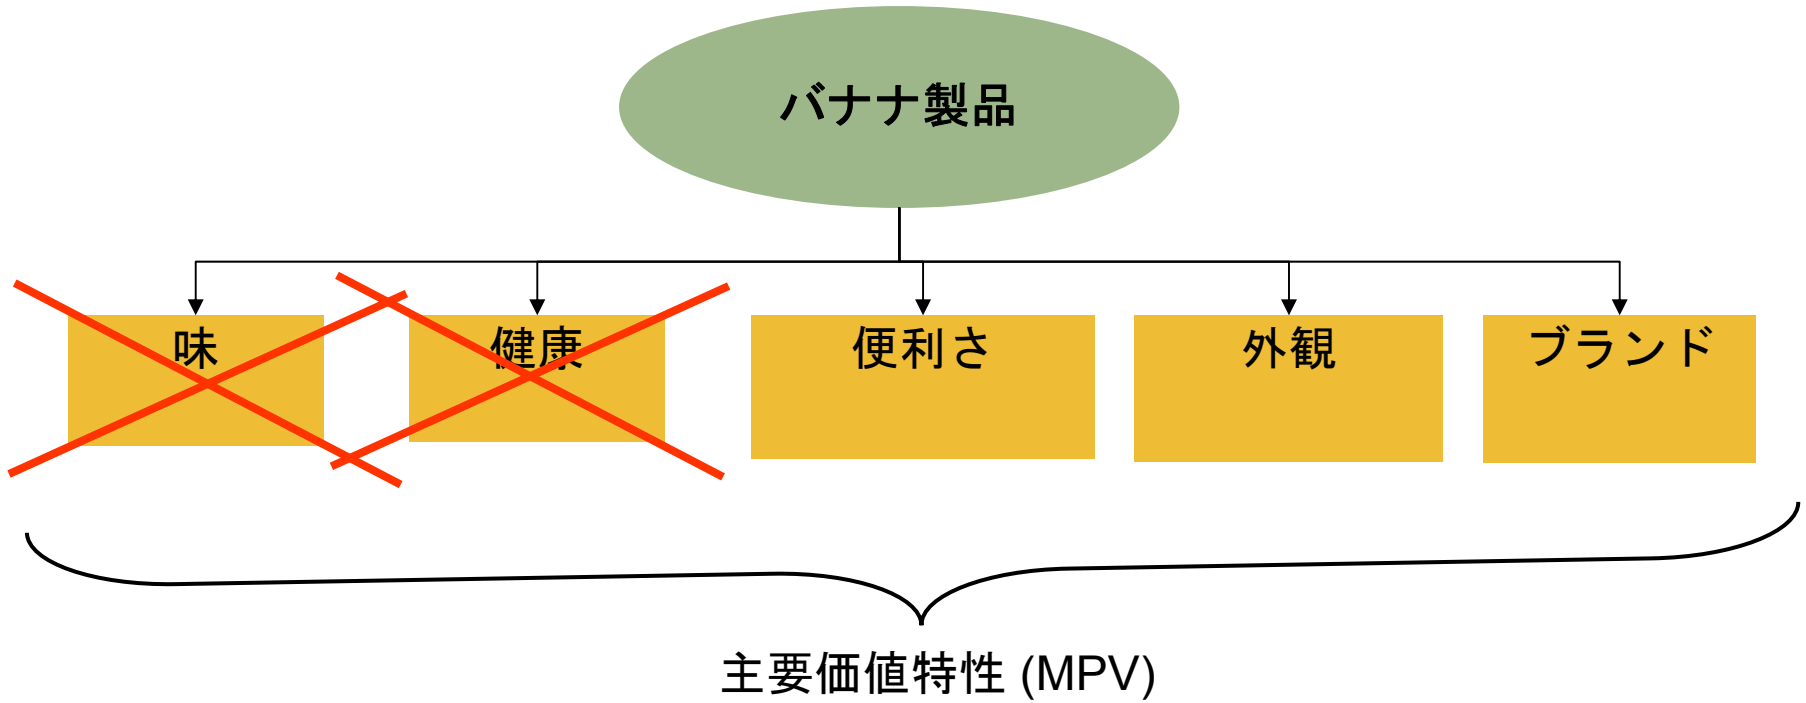 バナナ製品
味
健康
便利さ
外観
ブランド
主要価値特性 (MPV)